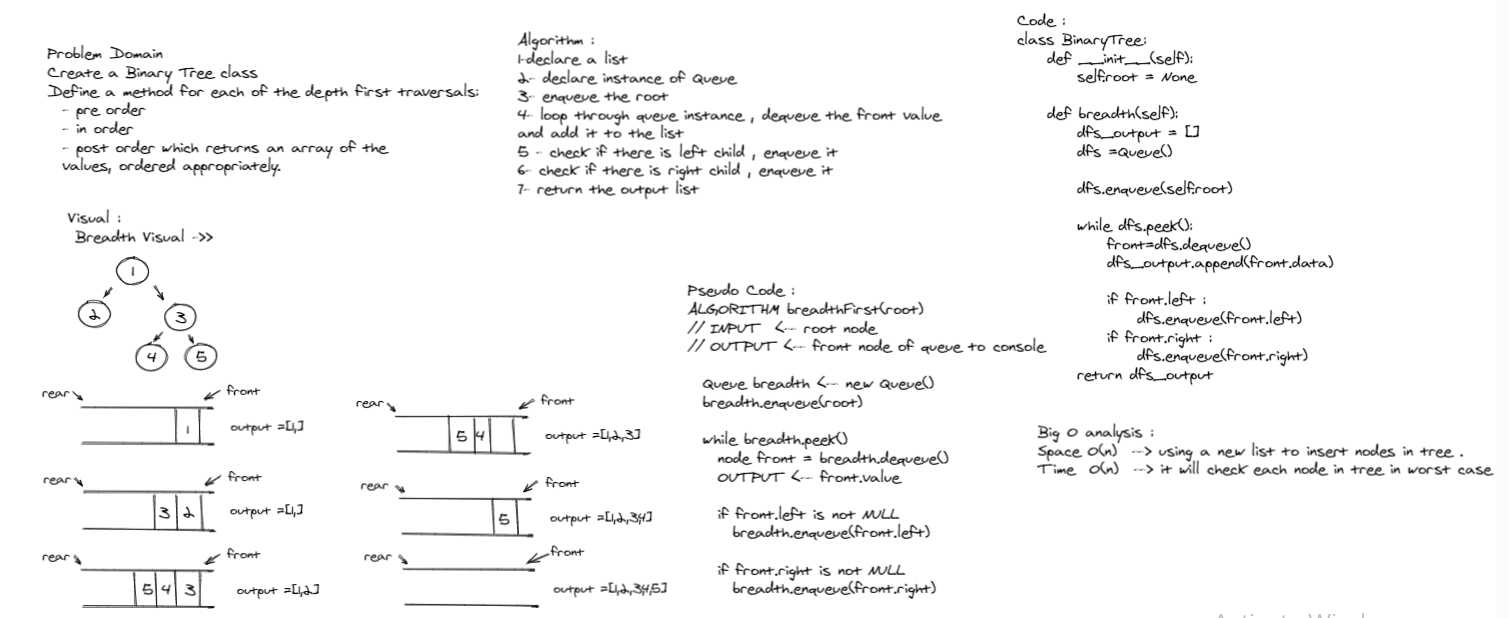 Problem Domain
Create a Binary Tree class
Define a method for each of the depth first traversals:
- pre order
- in order
- post order which returns an array of the
values, ordered appropriately.
Visual :
Breadth Visual ->>
1
2
3
4
5
rear
front
1
output =[1,]
rear
front
3 2
output =[1,]
rear
front
5 4 3
output =[1,2]
rear
front
5 4
output =[1,2,3]
rear
front
5
output =[1,2,3,4]
rear
front
output =[1,2,3,4,5]
Algorithm :
1-declare a list
2- declare instance of Queue
3- enqueue the root
4- loop through queue instance , dequeue the front value
and add it to the list
5 - check if there is left child , enqueue it
6- check if there is right child , enqueue it
7- return the output list
Pseudo Code :
ALGORITHM breadthFirst(root)
// INPUT <-- root node
// OUTPUT <-- front node of queue to console
Queue breadth <-- new Queue()
breadth.enqueue(root)
while breadth.peek()
node front = breadth.dequeue()
OUTPUT <-- front.value
if front.left is not NULL
breadth.enqueue(front.left)
if front.right is not NULL
breadth.enqueue(front.right)
Code :
class BinaryTree:
def __init__(self):
self.root = None
def breadth(self):
dfs_output = []
dfs =Queue()
dfs.enqueue(self.root)
while dfs.peek():
front=dfs.dequeue()
dfs_output.append(front.data)
if front.left :
dfs.enqueue(front.left)
if front.right :
dfs.enqueue(front.right)
return dfs_output
Big O analysis :
Space O(n) --> using a new list to insert nodes in tree .
Time O(n) --> it will check each node in tree in worst case